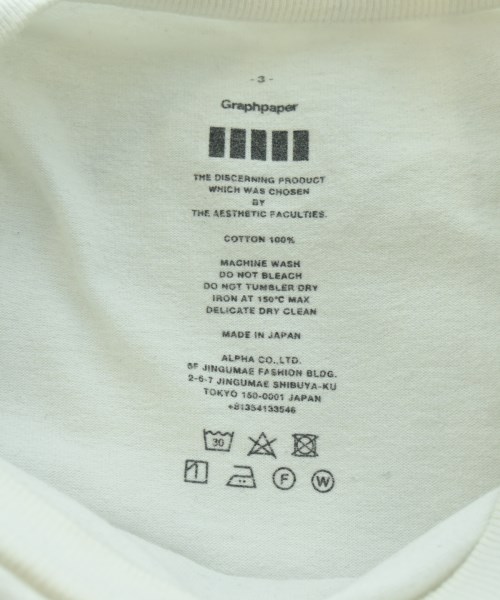 - 3 -
Graphpaper
THE DISCERNING PRODUCT
WHICH WAS CHOSEN
BY
THE AESTHETIC FACULTIES.
COTTON 100%
MACHINE WASH
DO NOT BLEACH
DO NOT TUMBLER DRY
IRON AT 150°C MAX
DELICATE DRY CLEAN
MADE IN JAPAN
ALPHA CO.,LTD.
5F JINGUMAE FASHION BLDG.
2-6-7 JINGUMAE SHIBUYA-KU
TOKYO 150-0001 JAPAN
+81354133546
30
F W